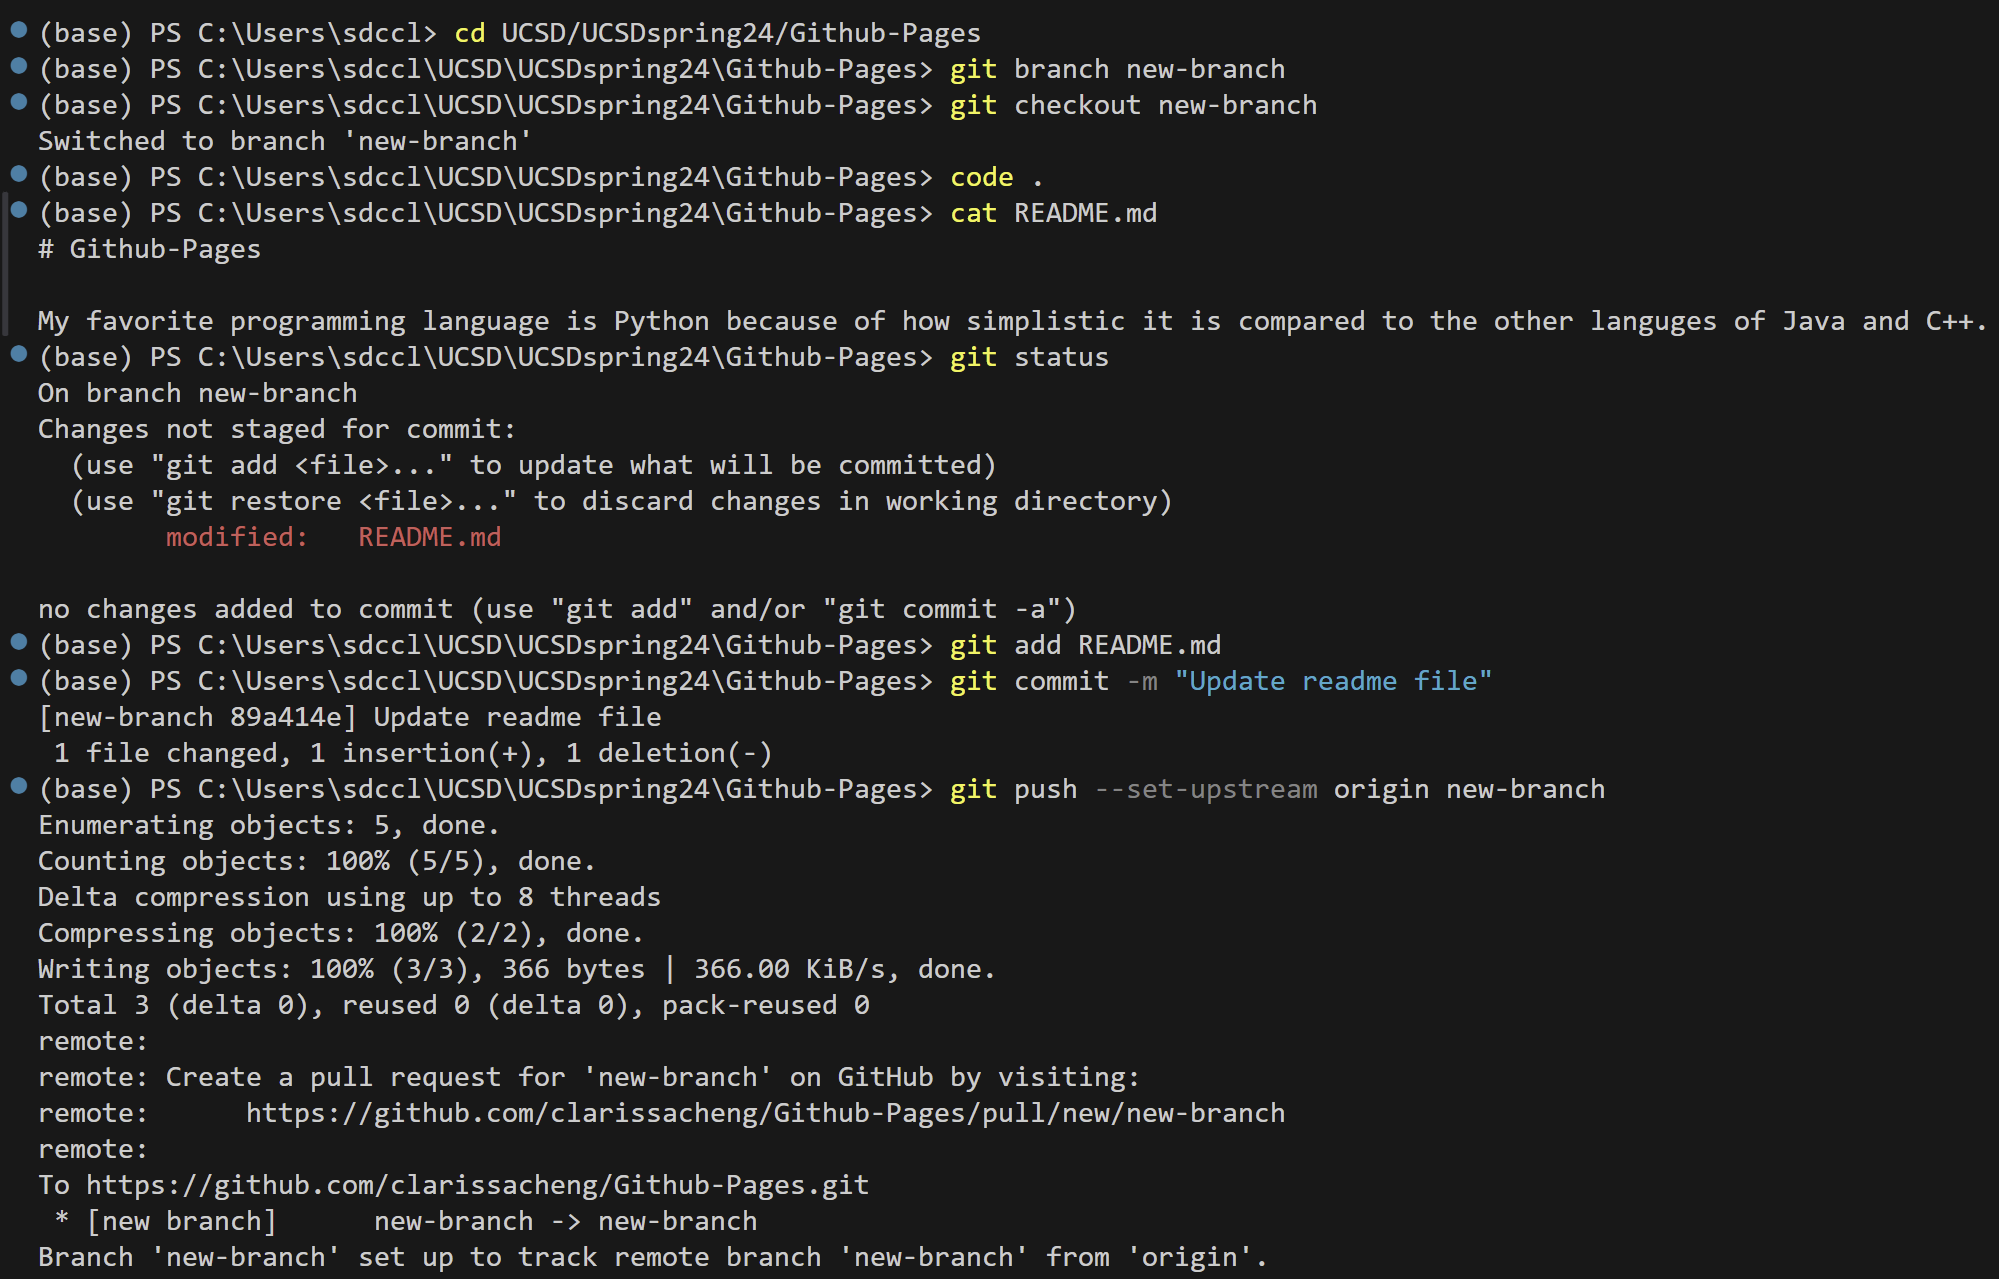 (base) PS C:\Users\sdccl> cd UCSD/UCSDspring24/Github-Pages
(base) PS C:\Users\sdccl\UCSD\UCSDspring24\Github-Pages> git branch new-branch
(base) PS C:\Users\sdccl\UCSD\UCSDspring24\Github-Pages> git checkout new-branch
Switched to branch 'new-branch'
(base) PS C:\Users\sdccl\UCSD\UCSDspring24\Github-Pages> code .
(base) PS C:\Users\sdccl\UCSD\UCSDspring24\Github-Pages> cat README.md
# Github-Pages

My favorite programming language is Python because of how simplistic it is compared to the other languges of Java and C++.
(base) PS C:\Users\sdccl\UCSD\UCSDspring24\Github-Pages> git status
On branch new-branch
Changes not staged for commit:
  (use "git add <file>..." to update what will be committed)
  (use "git restore <file>..." to discard changes in working directory)
        modified:   README.md

no changes added to commit (use "git add" and/or "git commit -a")
(base) PS C:\Users\sdccl\UCSD\UCSDspring24\Github-Pages> git add README.md
(base) PS C:\Users\sdccl\UCSD\UCSDspring24\Github-Pages> git commit -m "Update readme file"
[new-branch 89a414e] Update readme file
 1 file changed, 1 insertion(+), 1 deletion(-)
(base) PS C:\Users\sdccl\UCSD\UCSDspring24\Github-Pages> git push --set-upstream origin new-branch
Enumerating objects: 5, done.
Counting objects: 100% (5/5), done.
Delta compression using up to 8 threads
Compressing objects: 100% (2/2), done.
Writing objects: 100% (3/3), 366 bytes | 366.00 KiB/s, done.
Total 3 (delta 0), reused 0 (delta 0), pack-reused 0
remote:
remote: Create a pull request for 'new-branch' on GitHub by visiting:
remote:      https://github.com/clarissacheng/Github-Pages/pull/new/new-branch
remote:
To https://github.com/clarissacheng/Github-Pages.git
 * [new branch]      new-branch -> new-branch
Branch 'new-branch' set up to track remote branch 'new-branch' from 'origin'.